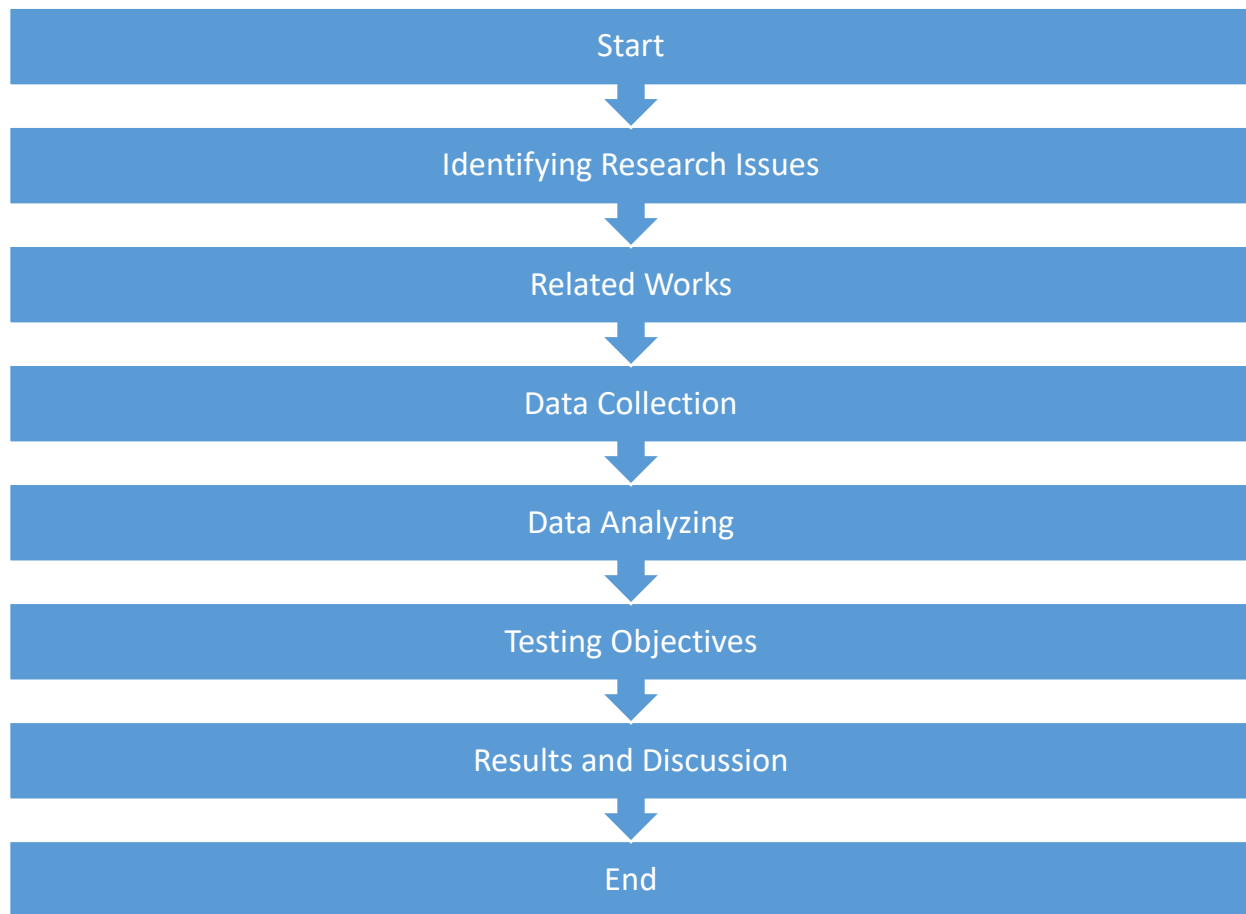 Start
Identifying Research Issues
Related Works
Data Collection
Data Analyzing
Testing Objectives
Results and Discussion
End